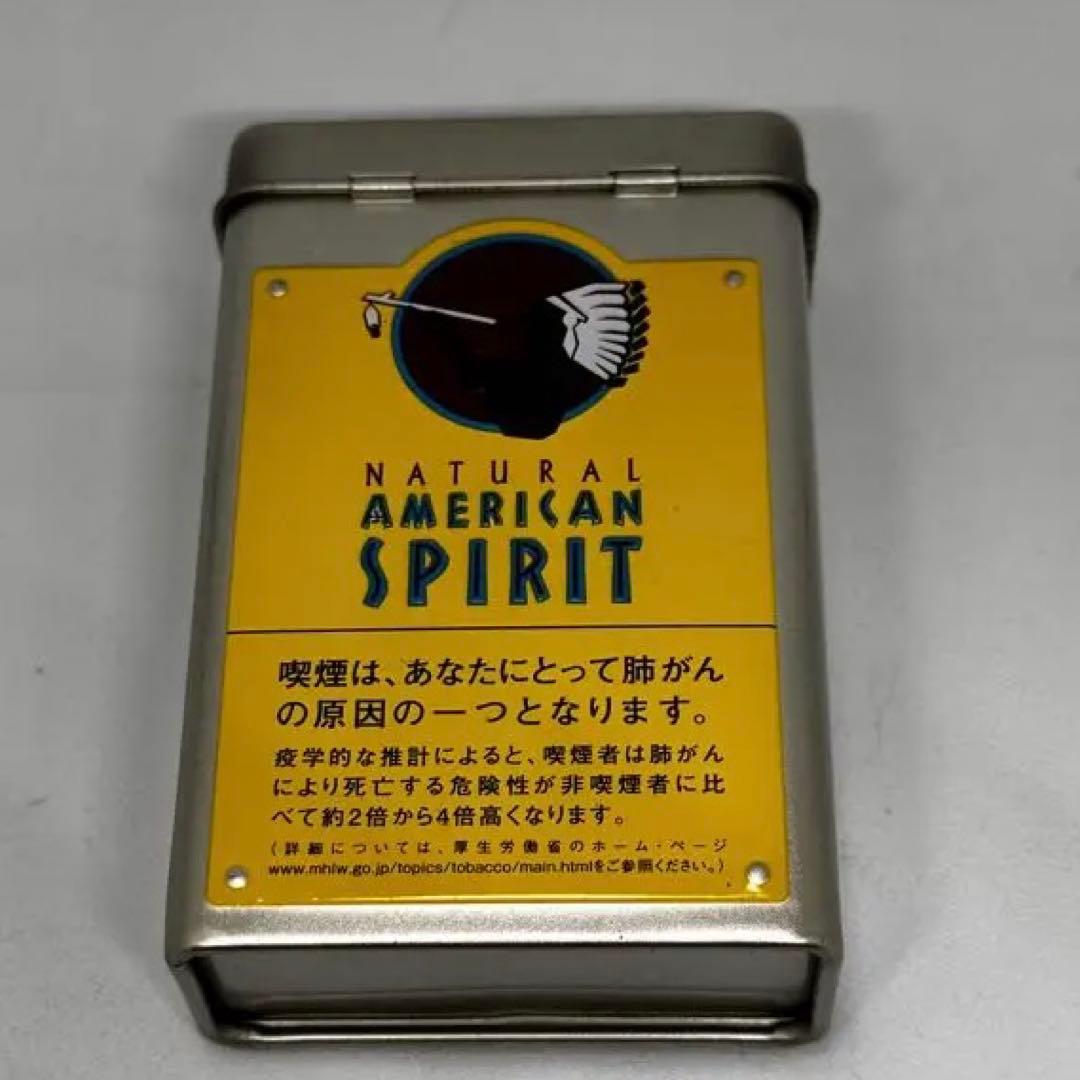 NATURAL
AMERICAN
SPIRIT
喫煙は、あなたにとって肺がん
の原因の一つとなります。
疫学的な推計によると、喫煙者は肺がん
により死亡する危険性が非喫煙者に比
べて約2倍から4倍高くなります。
(詳細については、厚生労働省のホーム・ページ
www.mhlw.go.jp/topics/tobacco/main.htmlをご参照ください。)